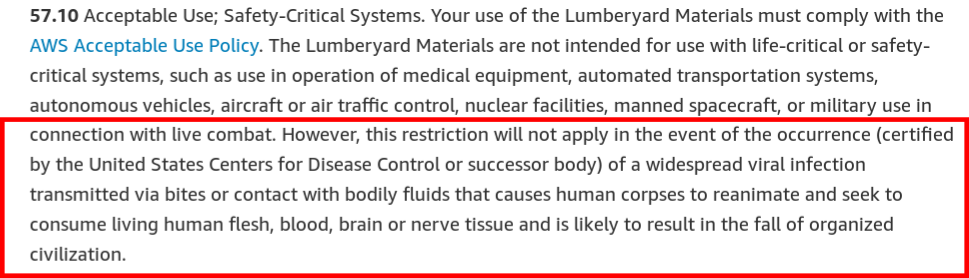 57.10 Acceptable Use; Safety-Critical Systems. Your use of the Lumberyard Materials must comply with the
AWS Acceptable Use Policy. The Lumberyard Materials are not intended for use with life-critical or safety-
critical systems, such as use in operation of medical equipment, automated transportation systems,
autonomous vehicles, aircraft or air traffic control, nuclear facilities, manned spacecraft, or military use in
connection with live combat. However, this restriction will not apply in the event of the occurrence (certified
by the United States Centers for Disease Control or successor body) of a widespread viral infection
transmitted via bites or contact with bodily fluids that causes human corpses to reanimate and seek to
consume living human flesh, blood, brain or nerve tissue and is likely to result in the fall of organized
civilization.